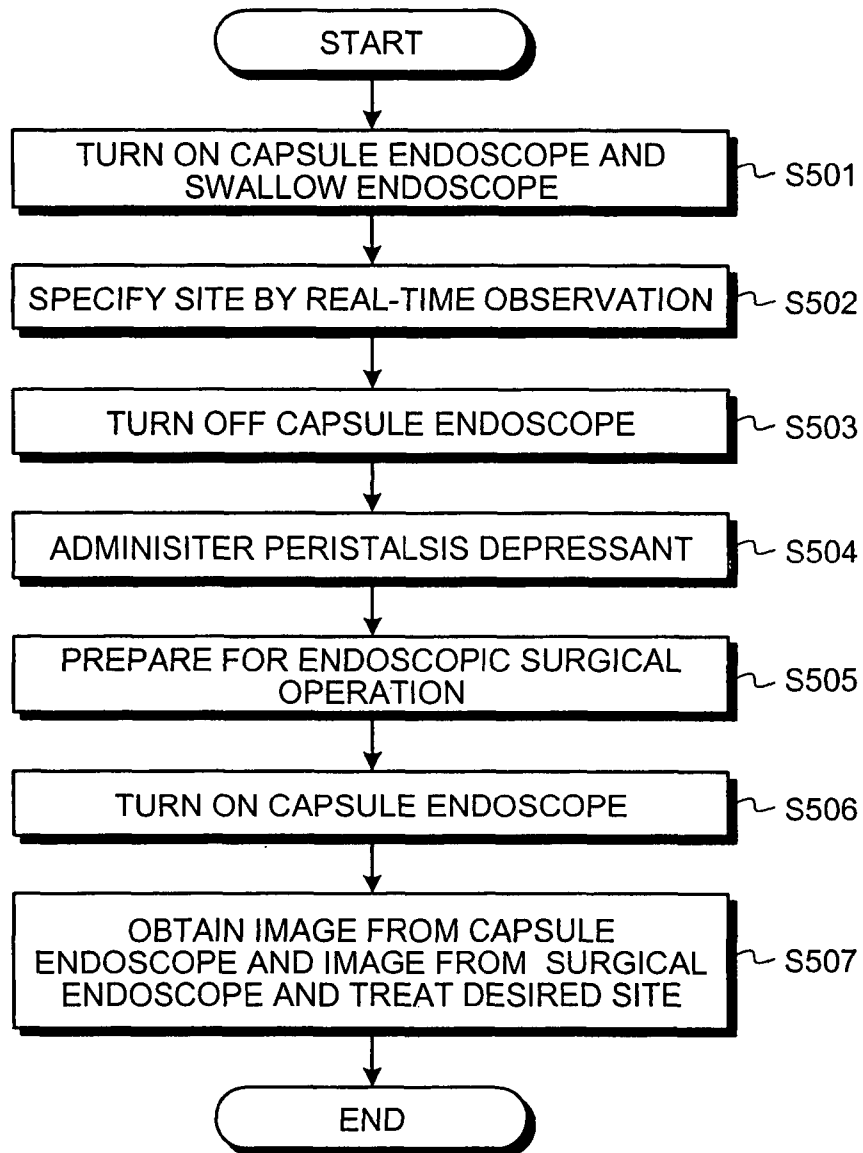 START
TURN ON CAPSULE ENDOSCOPE AND
SWALLOW ENDOSCOPE
S501
SPECIFY SITE BY REAL-TIME OBSERVATION
S502
TURN OFF CAPSULE ENDOSCOPE
S503
ADMINISITER PERISTALSIS DEPRESSANT
S504
PREPARE FOR ENDOSCOPIC SURGICAL
OPERATION
S505
TURN ON CAPSULE ENDOSCOPE
S506
OBTAIN IMAGE FROM CAPSULE
ENDOSCOPE AND IMAGE FROM SURGICAL
ENDOSCOPE AND TREAT DESIRED SITE
S507
END